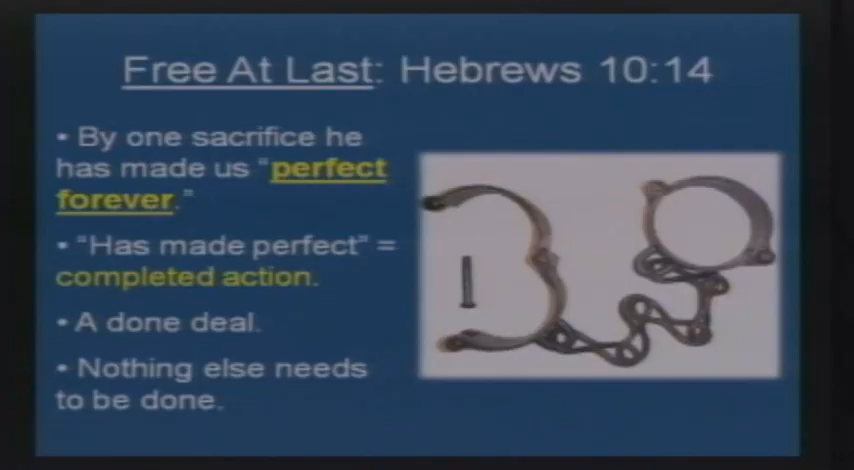 Free At Last: Hebrews 10:14
• By one sacrifice he
has made us "perfect
forever."
• "Has made perfect" =
completed action.
• A done deal.
• Nothing else needs
to be done.